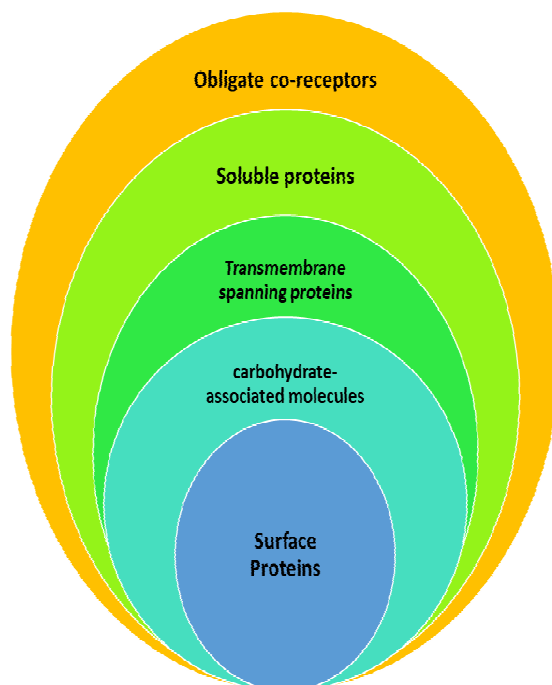 Obligate co-receptors
Soluble proteins
Transmembrane
spanning proteins
carbohydrate-
associated molecules
Surface
Proteins